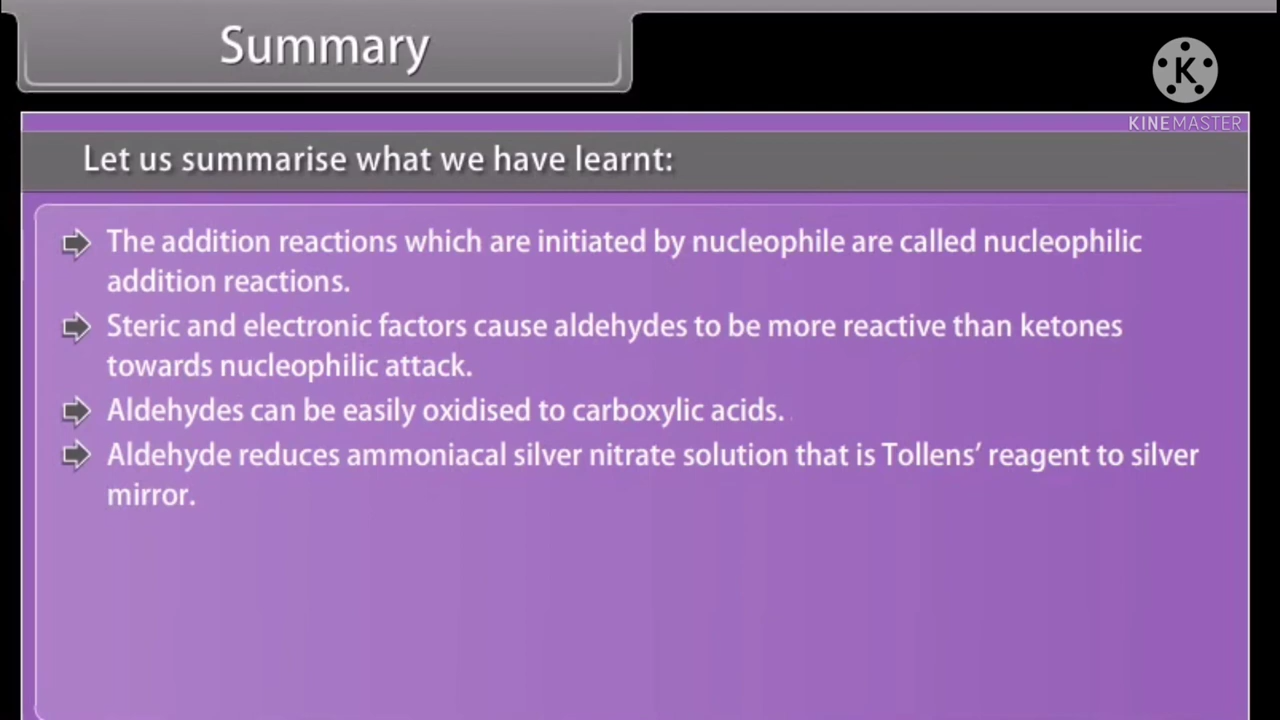 Summary
K
KINEMASTER
Let us summarise what we have learnt:
The addition reactions which are initiated by nucleophile are called nucleophilic
addition reactions.
Steric and electronic factors cause aldehydes to be more reactive than ketones
towards nucleophilic attack.
Aldehydes can be easily oxidised to carboxylic acids.
Aldehyde reduces ammoniacal silver nitrate solution that is Tollens’ reagent to silver
mirror.